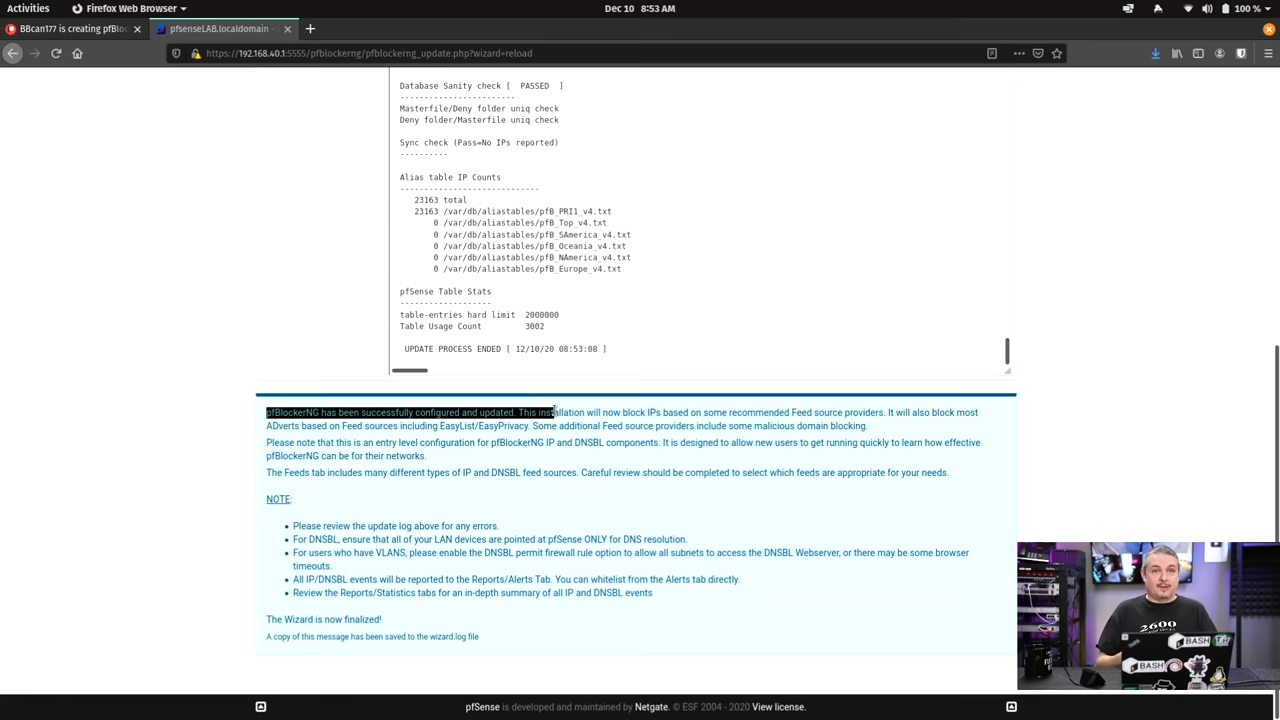 Activities
Firefox Web Browser
Dec 10 8:53 AM
100 %
BBcan177 is creating pfBloc
pfsenseLAB.localdomain -
https://192.168.40.1:5555/pfblockerng/pfblockerng_update.php?wizard=reload
Database Sanity check [ PASSED ]
------------------------
Masterfile/Deny folder uniq check
Deny folder/Masterfile uniq check
Sync check (Pass=No IPs reported)
----------
Alias table IP Counts
-----------------------------
23163 total
23163 /var/db/aliastables/pfB_PRI1_v4.txt
0 /var/db/aliastables/pfB_Top_v4.txt
0 /var/db/aliastables/pfB_SAmerica_v4.txt
0 /var/db/aliastables/pfB_Oceania_v4.txt
0 /var/db/aliastables/pfB_NAmerica_v4.txt
0 /var/db/aliastables/pfB_Europe_v4.txt
pfSense Table Stats
-------------------
table-entries hard limit 2000000
Table Usage Count 3002
UPDATE PROCESS ENDED [ 12/10/20 08:53:08 ]
pfBlockerNG has been successfully configured and updated. This installation will now block IPs based on some recommended Feed source providers. It will also block most
ADverts based on Feed sources including EasyList/EasyPrivacy. Some additional Feed source providers include some malicious domain blocking.
Please note that this is an entry level configuration for pfBlockerNG IP and DNSBL components. It is designed to allow new users to get running quickly to learn how effective
pfBlockerNG can be for their networks.
The Feeds tab includes many different types of IP and DNSBL feed sources. Careful review should be completed to select which feeds are appropriate for your needs.
NOTE:
• Please review the update log above for any errors.
• For DNSBL, ensure that all of your LAN devices are pointed at pfSense ONLY for DNS resolution.
• For users who have VLANS, please enable the DNSBL permit firewall rule option to allow all subnets to access the DNSBL Webserver, or there may be some browser
timeouts.
• All IP/DNSBL events will be reported to the Reports/Alerts Tab. You can whitelist from the Alerts tab directly.
• Review the Reports/Statistics tabs for an in-depth summary of all IP and DNSBL events
The Wizard is now finalized!
A copy of this message has been saved to the wizard.log file
2600
BASH
BASH
pfSense is developed and maintained by Netgate. © ESF 2004 - 2020 View license.